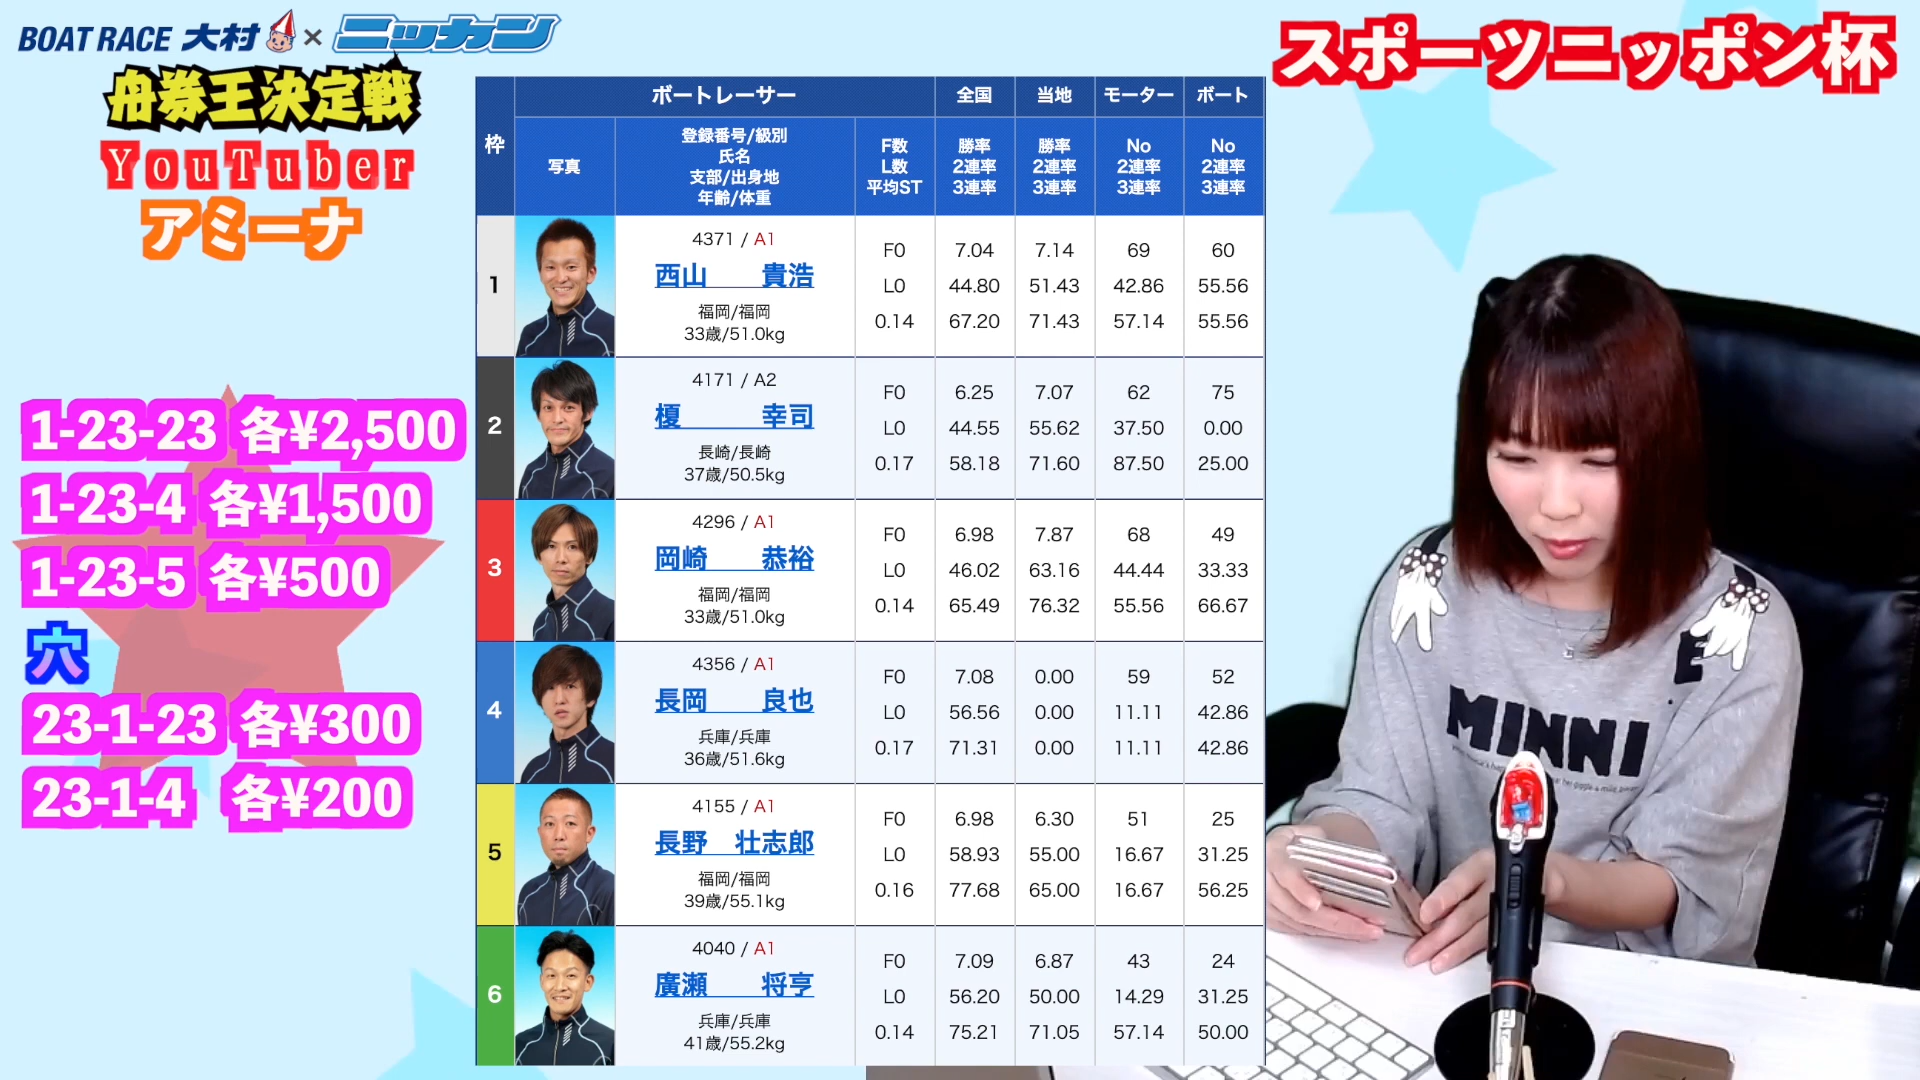 BOAT RACE 大村 × ニッカン
舟券王決定戦
YouTuber
アミーナ
スポーツニッポン杯
1-23-23 各¥2,500
1-23-4 各¥1,500
1-23-5 各¥500
穴
23-1-23 各¥300
23-1-4 各¥200
枠 ボートレーサー 全国 当地 モーター ボート
写真
登録番号/級別
氏名
支部/出身地
年齢/体重
F数
L数
平均ST
勝率
2連率
3連率
勝率
2連率
3連率
No
2連率
3連率
No
2連率
3連率
1
4371 / A1
西山 貴浩
福岡/福岡
33歳/51.0kg
F0 7.04 7.14 69 60
L0 44.80 51.43 42.86 55.56
0.14 67.20 71.43 57.14 55.56
2
4171 / A2
榎 幸司
長崎/長崎
37歳/50.5kg
F0 6.25 7.07 62 75
L0 44.55 55.62 37.50 0.00
0.17 58.18 71.60 87.50 25.00
3
4296 / A1
岡崎 恭裕
福岡/福岡
33歳/51.0kg
F0 6.98 7.87 68 49
L0 46.02 63.16 44.44 33.33
0.14 65.49 76.32 55.56 66.67
4
4356 / A1
長岡 良也
兵庫/兵庫
36歳/51.6kg
F0 7.08 0.00 59 52
L0 56.56 0.00 11.11 42.86
0.17 71.31 0.00 11.11 42.86
5
4155 / A1
長野 壮志郎
福岡/福岡
39歳/55.1kg
F0 6.98 6.30 51 25
L0 58.93 55.00 16.67 31.25
0.16 77.68 65.00 16.67 56.25
6
4040 / A1
廣瀬 将亨
兵庫/兵庫
41歳/55.2kg
F0 7.09 6.87 43 24
L0 56.20 50.00 14.29 31.25
0.14 75.21 71.05 57.14 50.00
E
MINNI